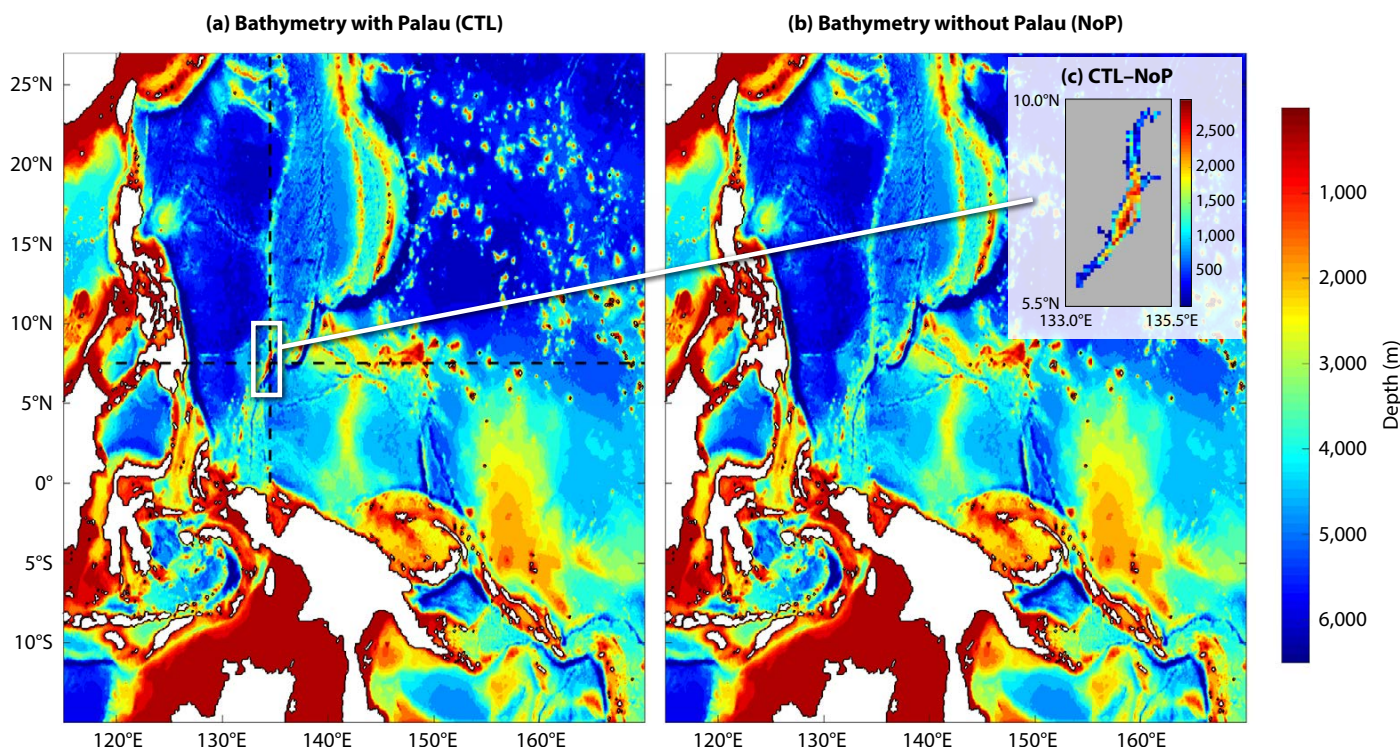 (a) Bathymetry with Palau (CTL)
(b) Bathymetry without Palau (NoP)
25°N
20°N
15°N
10°N
5°N
0°
5°S
10°S
120°E
130°E
140°E
150°E
160°E
120°E
130°E
140°E
150°E
160°E
(c) CTL–NoP
10.0°N
5.5°N
133.0°E
135.5°E
2,500
2,000
1,500
1,000
500
1,000
2,000
3,000
4,000
5,000
6,000
Depth (m)